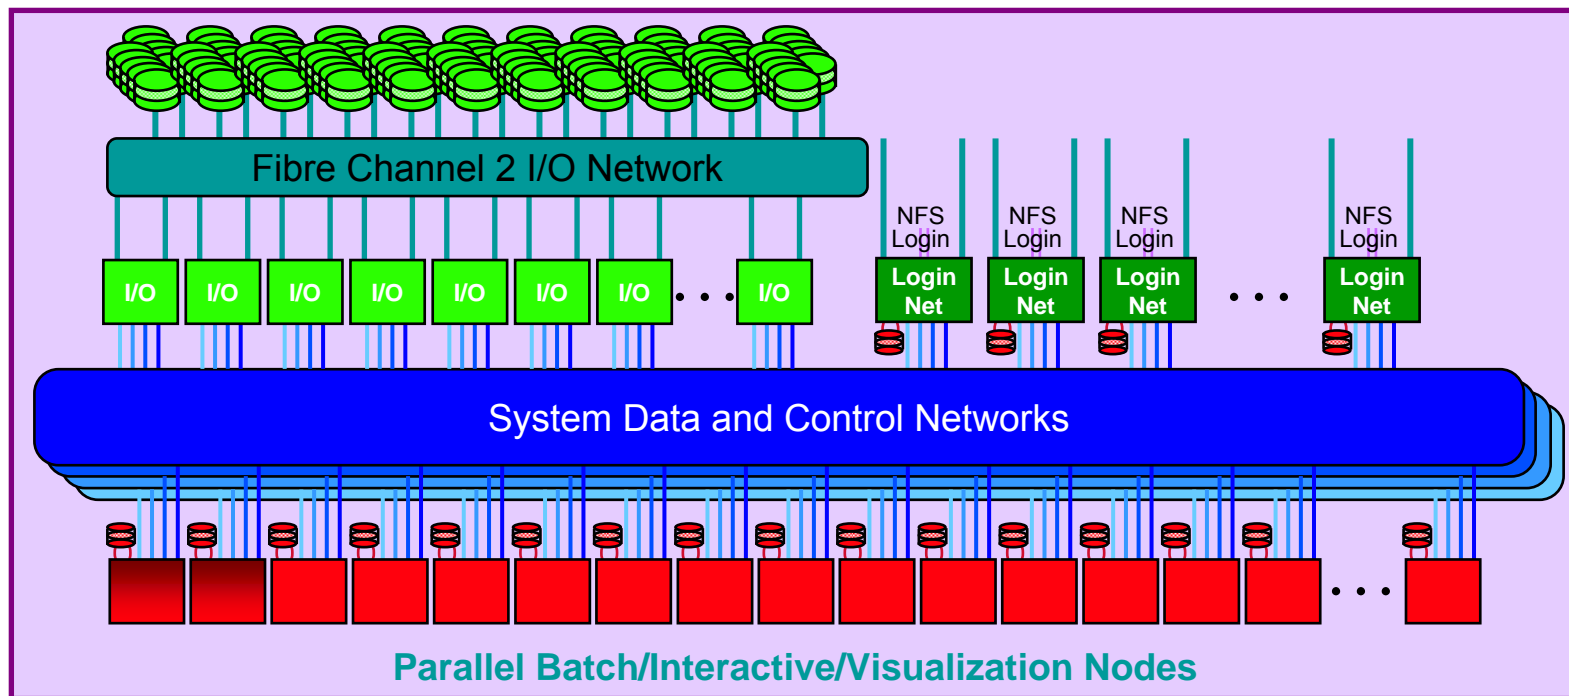 Fibre Channel 2 I/O Network
NFS
Login
NFS
Login
NFS
Login
NFS
Login
I/O
I/O
I/O
I/O
I/O
I/O
I/O
. . .
I/O
Login
Net
Login
Net
Login
Net
. . .
Login
Net
System Data and Control Networks
. . .
Parallel Batch/Interactive/Visualization Nodes